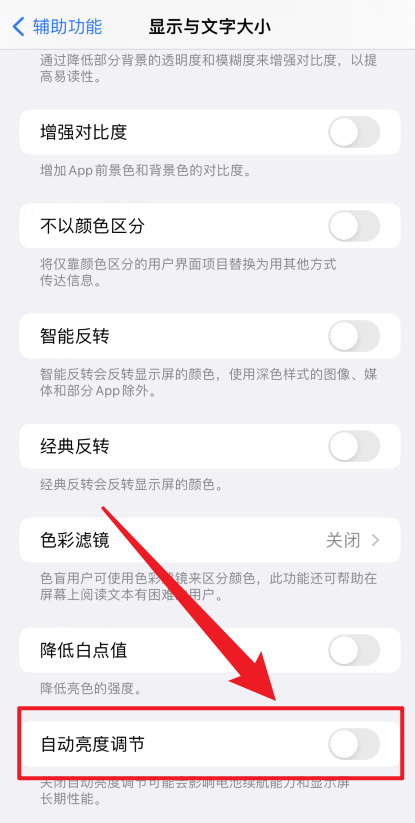 辅助功能 显示与文字大小
通过降低部分背景的透明度和模糊度来增强对比度，以提
高易读性。
增强对比度
增加App前景色和背景色的对比度。
不以颜色区分
将仅靠颜色区分的用户界面项目替换为用其他方式
传达信息。
智能反转
智能反转会反转显示屏的颜色，使用深色样式的图像、媒
体和部分App除外。
经典反转
经典反转会反转显示屏的颜色。
色彩滤镜 关闭
色盲用户可使用色彩滤镜来区分颜色，此功能还可帮助在
屏幕上阅读文本有困难的用户。
降低白点值
降低亮色的强度。
自动亮度调节
关闭自动亮度调节可能会影响电池续航能力和显示屏
长期性能。